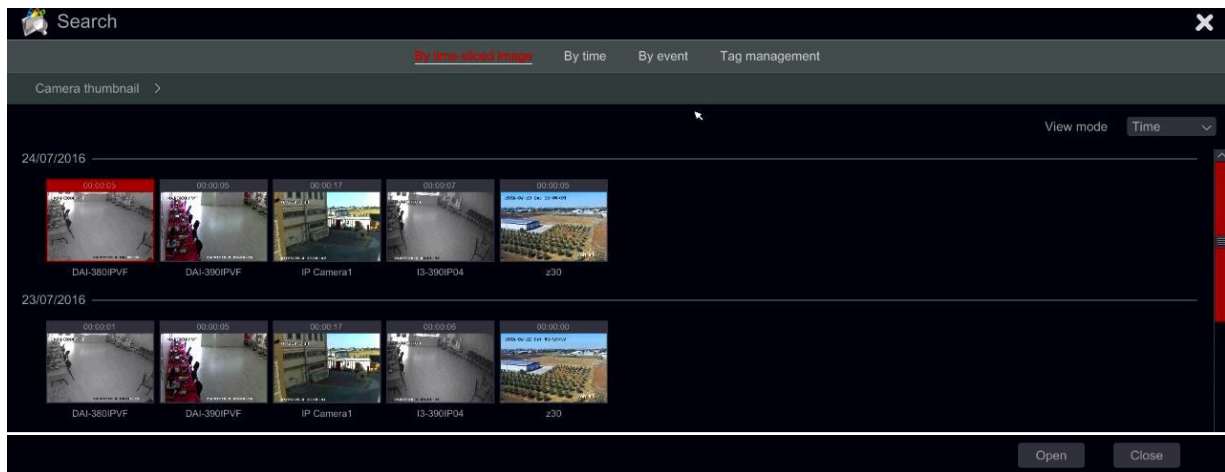 Search
By time-sliced image By time By event Tag management
Camera thumbnail >
View mode Time
24/07/2016
00:00:05 00:00:05 00:00:17 00:00:07 00:00:05
DAI-380IPVF DAI-390IPVF IP Camera1 I3-390IP04 z30
23/07/2016
00:00:01 00:00:05 00:00:17 00:00:06 00:00:00
DAI-380IPVF DAI-390IPVF IP Camera1 I3-390IP04 z30
Open Close